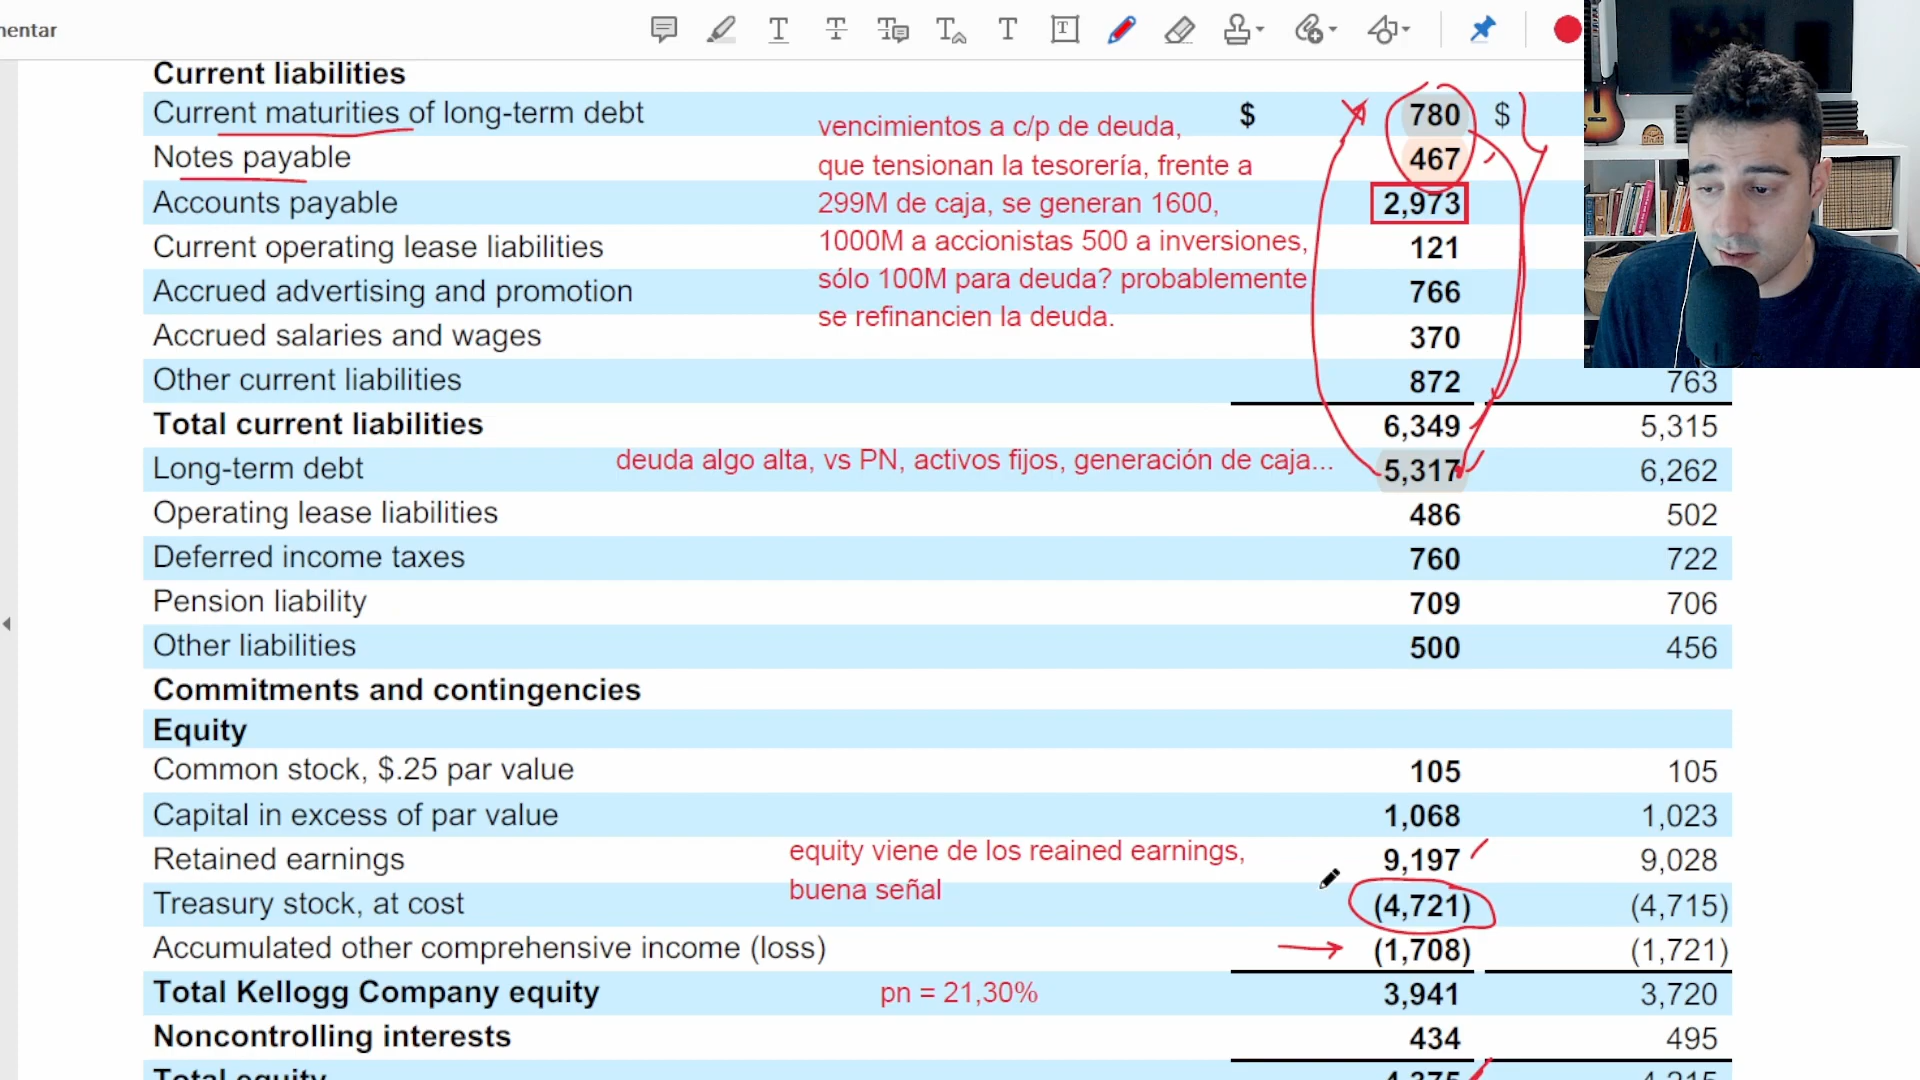 nentar
Current liabilities
Current maturities of long-term debt $ 780 $
Notes payable 467
Accounts payable 2,973
Current operating lease liabilities 121
Accrued advertising and promotion 766
Accrued salaries and wages 370
Other current liabilities 872 763
vencimientos a c/p de deuda,
que tensionan la tesorería, frente a
299M de caja, se generan 1600,
1000M a accionistas 500 a inversiones,
sólo 100M para deuda? probablemente
se refinancien la deuda.
Total current liabilities 6,349 5,315
deuda algo alta, vs PN, activos fijos, generación de caja...
Long-term debt 5,317 6,262
Operating lease liabilities 486 502
Deferred income taxes 760 722
Pension liability 709 706
Other liabilities 500 456
Commitments and contingencies
Equity
Common stock, $.25 par value 105 105
Capital in excess of par value 1,068 1,023
equity viene de los reained earnings,
buena señal
Retained earnings 9,197 9,028
Treasury stock, at cost (4,721) (4,715)
Accumulated other comprehensive income (loss) (1,708) (1,721)
Total Kellogg Company equity pn = 21,30% 3,941 3,720
Noncontrolling interests 434 495
Total equity 4,375 4,215